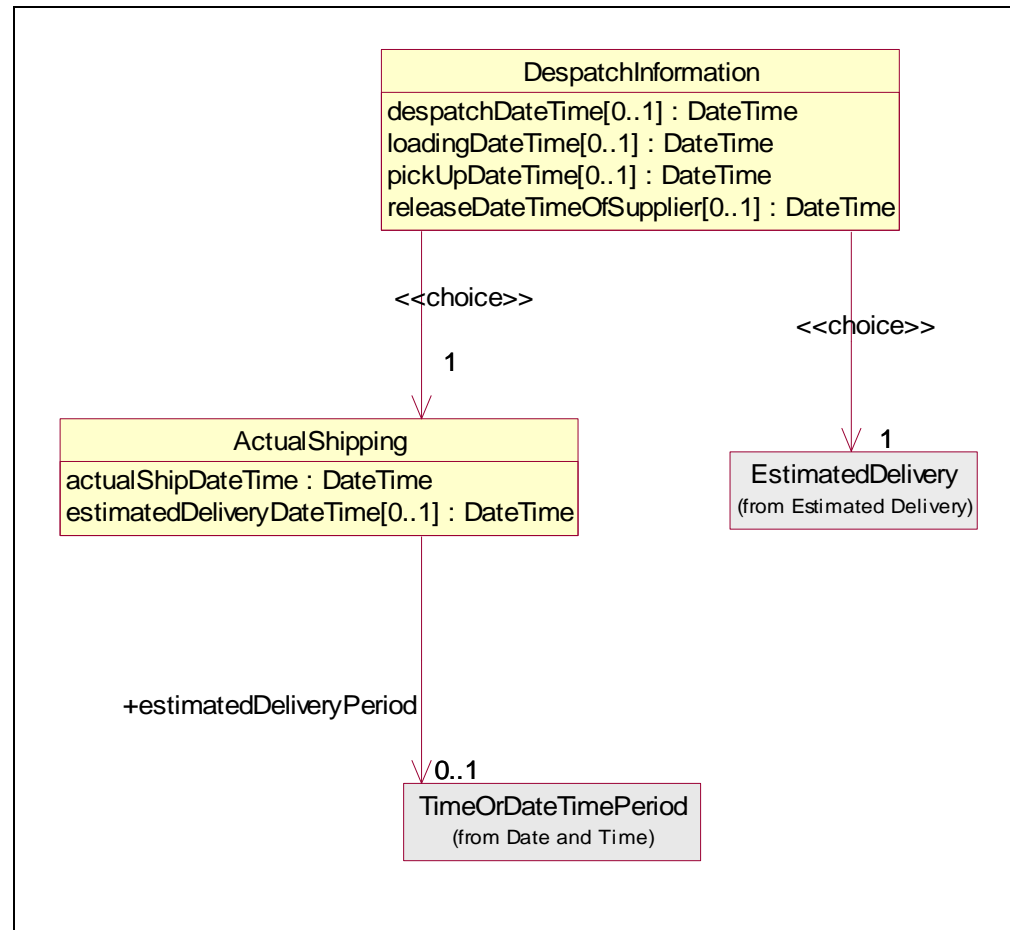 DespatchInformation
despatchDateTime[0..1] : DateTime
loadingDateTime[0..1] : DateTime
pickUpDateTime[0..1] : DateTime
releaseDateTimeOfSupplier[0..1] : DateTime
<<choice>>
<<choice>>
1
ActualShipping
actualShipDateTime : DateTime
estimatedDeliveryDateTime[0..1] : DateTime
1
EstimatedDelivery
(from Estimated Delivery)
+estimatedDeliveryPeriod
0..1
TimeOrDateTimePeriod
(from Date and Time)